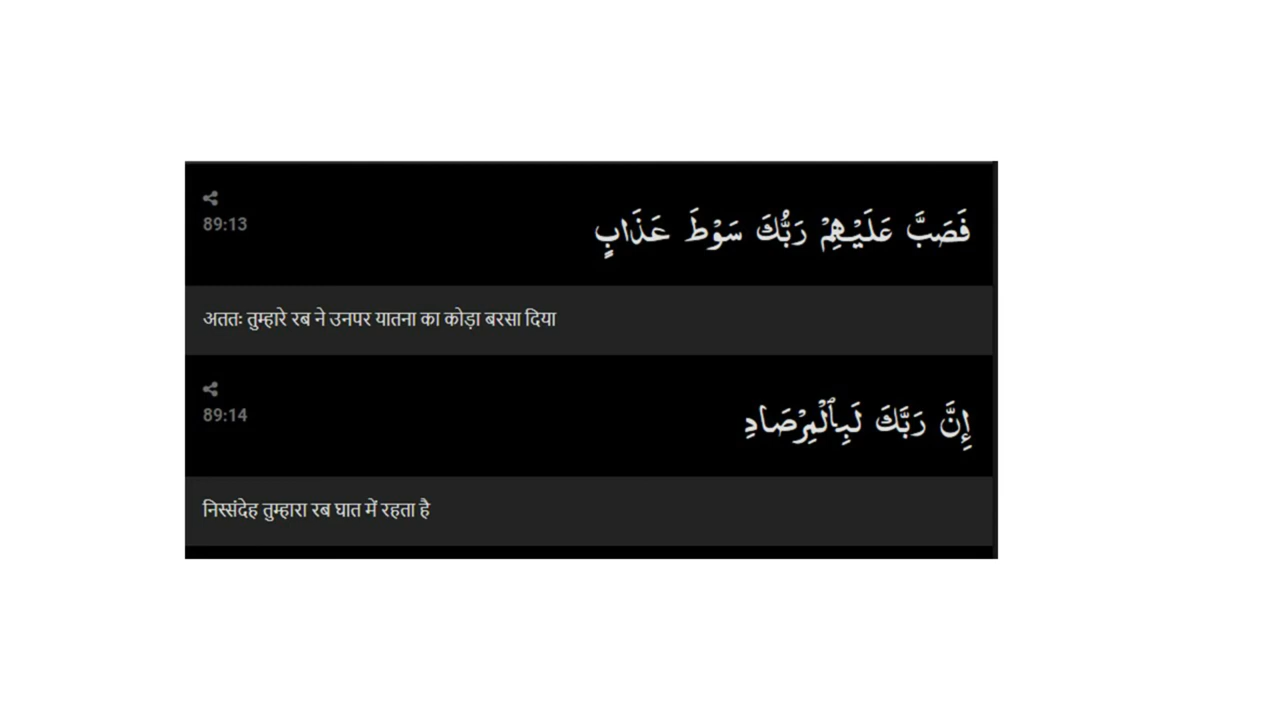 89:13
فَصَبَّ عَلَيْهِمْ رَبُّكَ سَوْطَ عَذَابٍ
अततः तुम्हारे रब ने उनपर यातना का कोड़ा बरसा दिया
89:14
إِنَّ رَبَّكَ لَبِٱلْمِرْصَادِ
निस्संदेह तुम्हारा रब घात में रहता है